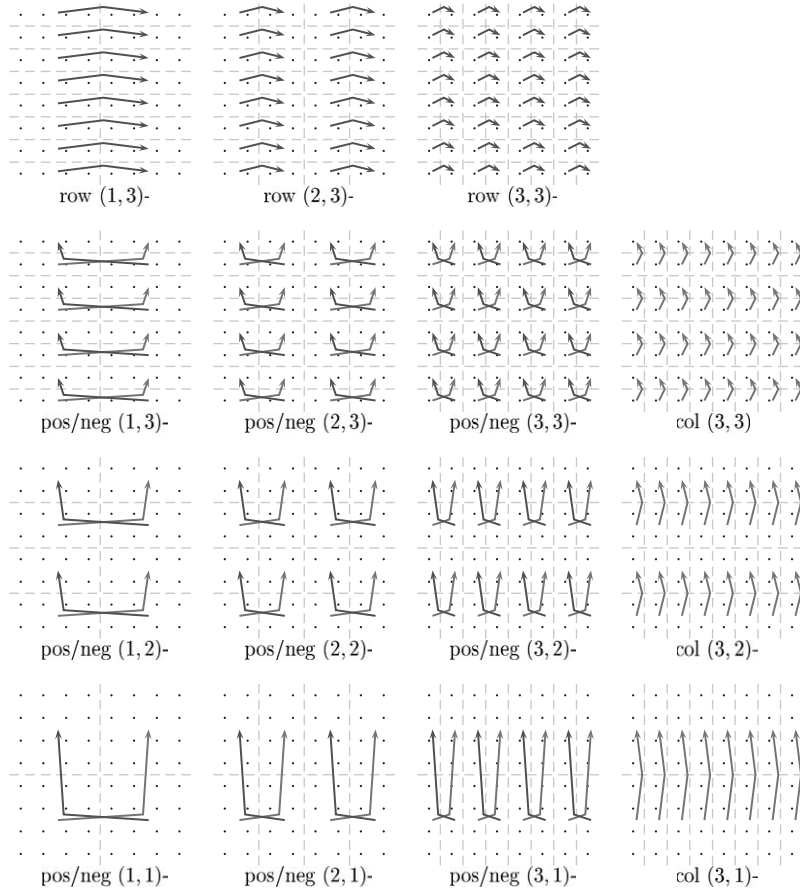 row (1, 3)- row (2, 3)- row (3, 3)-
pos/neg (1, 3)- pos/neg (2, 3)- pos/neg (3, 3)- col (3, 3)
pos/neg (1, 2)- pos/neg (2, 2)- pos/neg (3, 2)- col (3, 2)-
pos/neg (1, 1)- pos/neg (2, 1)- pos/neg (3, 1)- col (3, 1)-